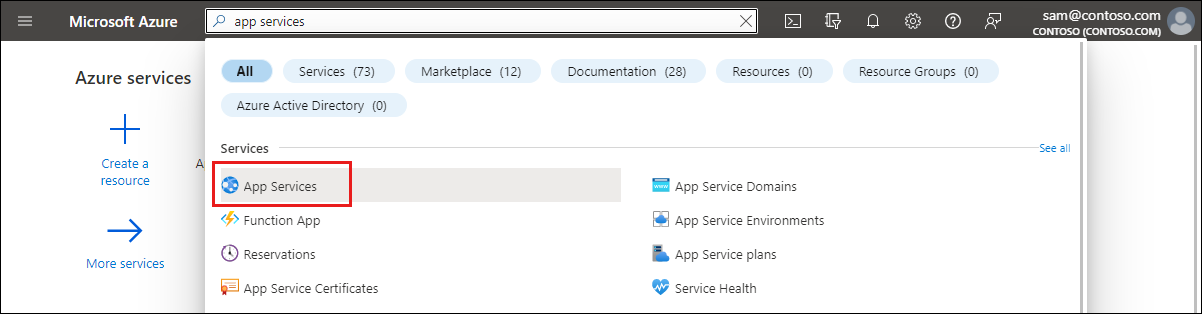 Microsoft Azure
app services
sam@contoso.com
CONTOSO (CONTOSO.COM)
Azure services
All
Services (73)
Marketplace (12)
Documentation (28)
Resources (0)
Resource Groups (0)
Azure Active Directory (0)
Create a
resource
More services
Services
See all
App Services
App Service Domains
Function App
App Service Environments
Reservations
App Service plans
App Service Certificates
Service Health